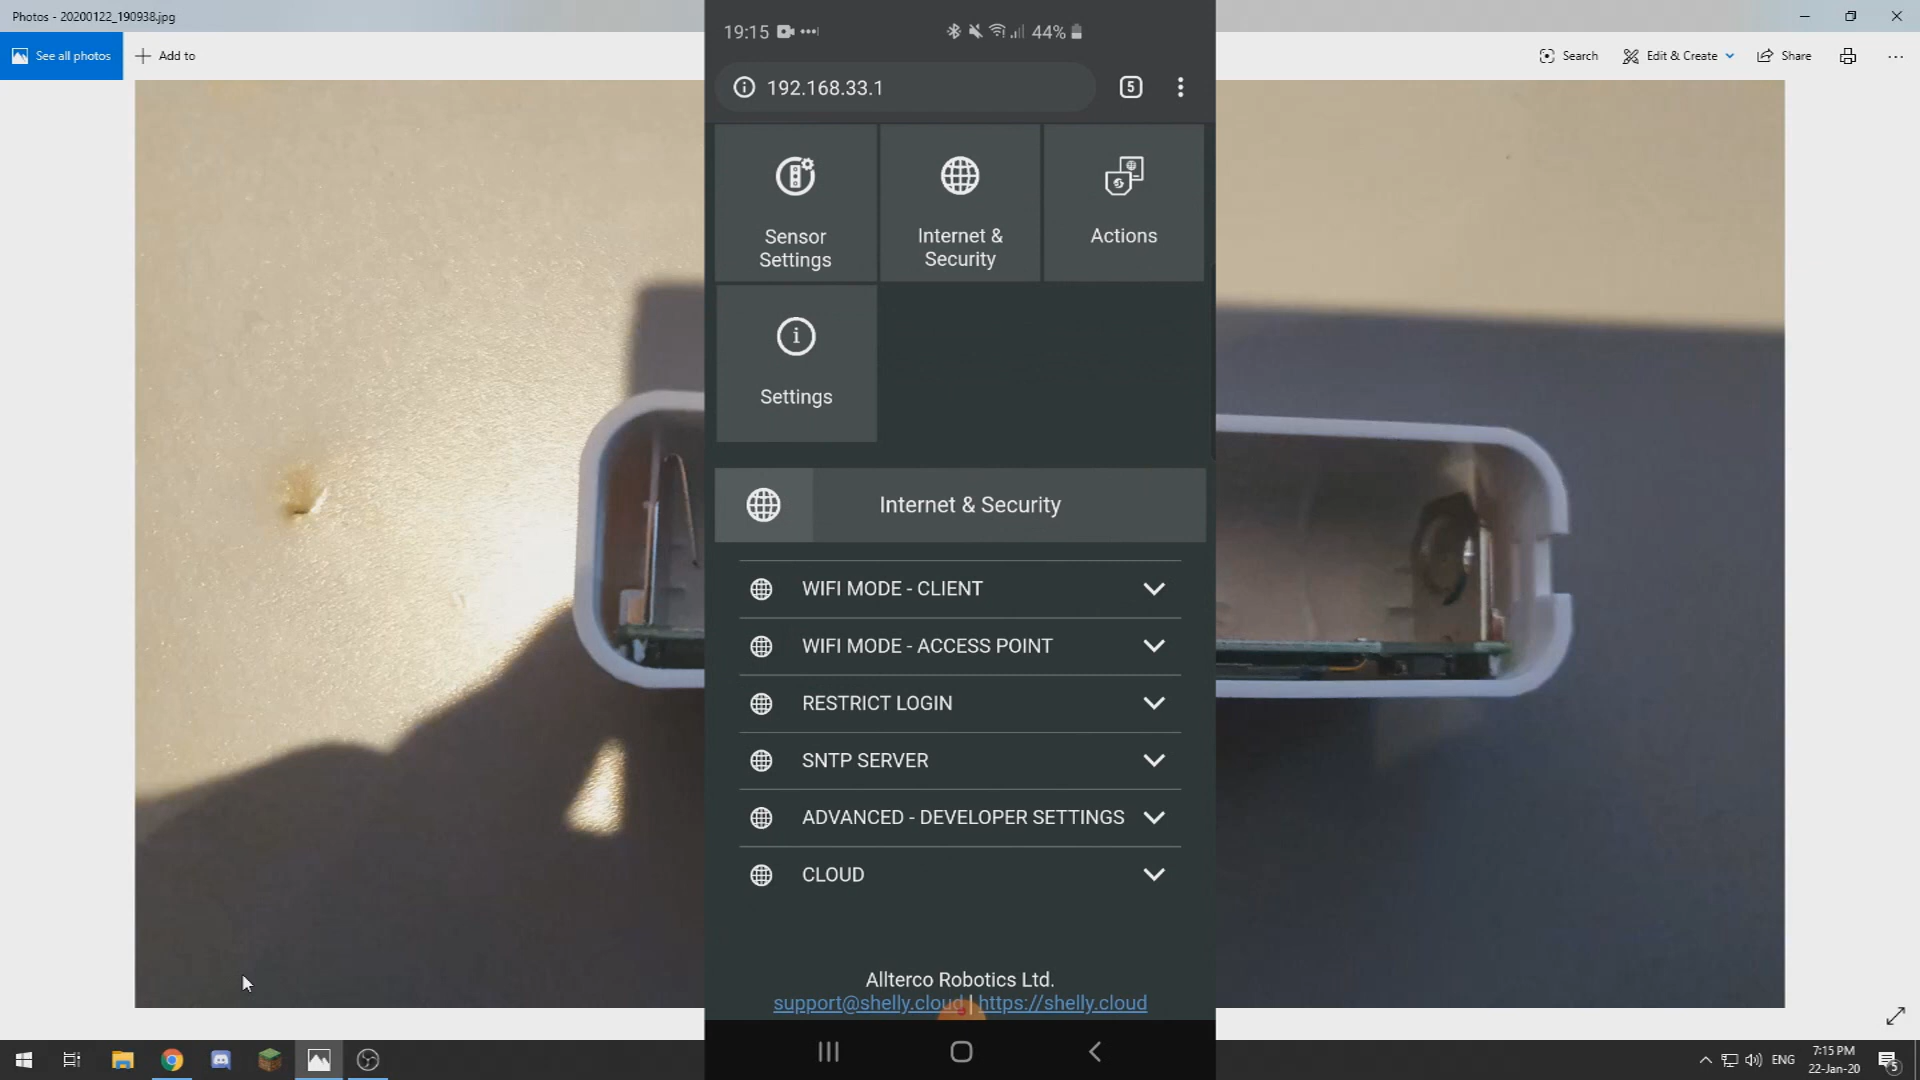 Photos - 20200122_190938.jpg
See all photos
Add to
Search
Edit & Create
Share
19:15
44%
192.168.33.1
5
Sensor
Settings
Internet &
Security
Actions
Settings
Internet & Security
WIFI MODE - CLIENT
WIFI MODE - ACCESS POINT
RESTRICT LOGIN
SNTP SERVER
ADVANCED - DEVELOPER SETTINGS
CLOUD
Allterco Robotics Ltd.
support@shelly.cloud | https://shelly.cloud
ENG
7:15 PM
22-Jan-20
5